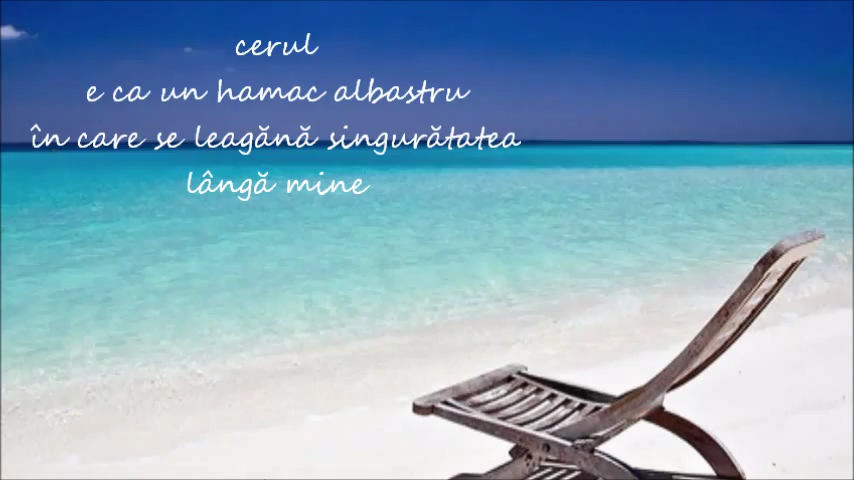 cerul
e ca un hamac albastru
în care se leagănă singurătatea
lângă mine